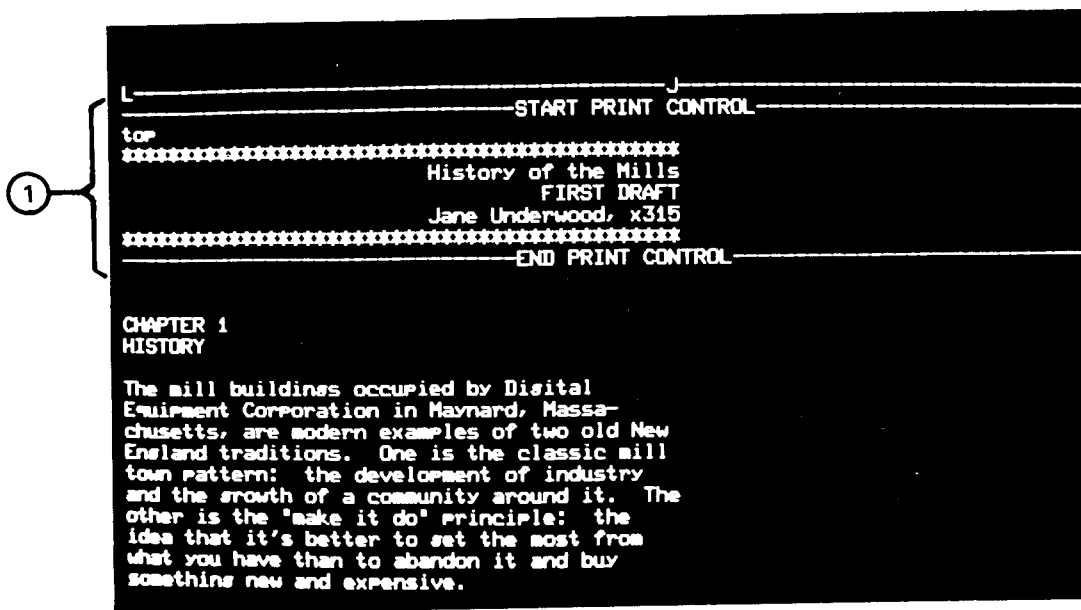 L J
START PRINT CONTROL
top
*********************************************
History of the Mills
FIRST DRAFT
Jane Underwood, x315
*********************************************
END PRINT CONTROL
1
CHAPTER 1
HISTORY
The mill buildings occupied by Digital
Equipment Corporation in Maynard, Massa-
chusetts, are modern examples of two old New
England traditions.  One is the classic mill
town pattern:  the development of industry
and the growth of a community around it.  The
other is the "make it do" principle:  the
idea that it's better to get the most from
what you have than to abandon it and buy
something new and expensive.